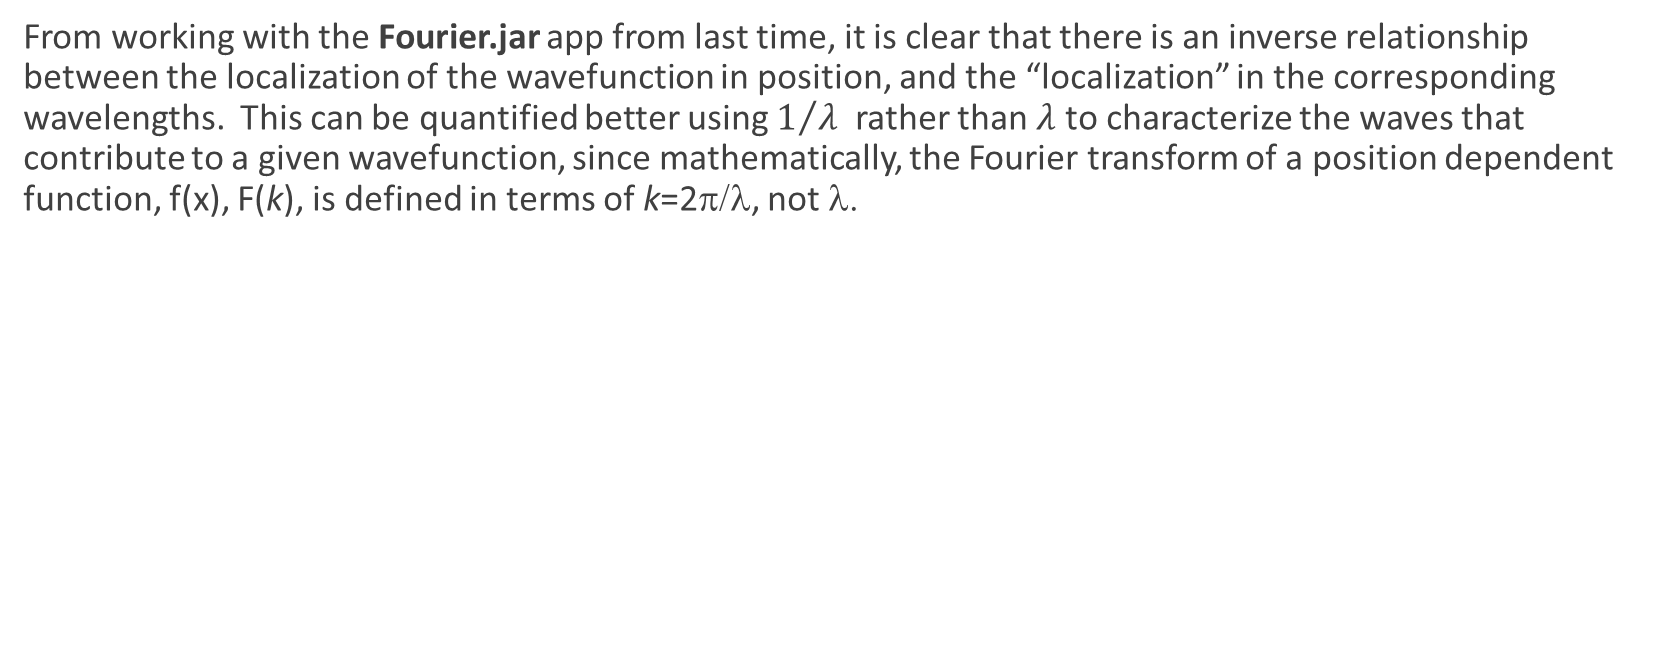 From working with the Fourier.jar app from last time, it is clear that there is an inverse relationship
between the localization of the wavefunction in position, and the “localization” in the corresponding
wavelengths.  This can be quantified better using 1/λ  rather than λ to characterize the waves that
contribute to a given wavefunction, since mathematically, the Fourier transform of a position dependent
function, f(x), F(k), is defined in terms of k=2π/λ, not λ.